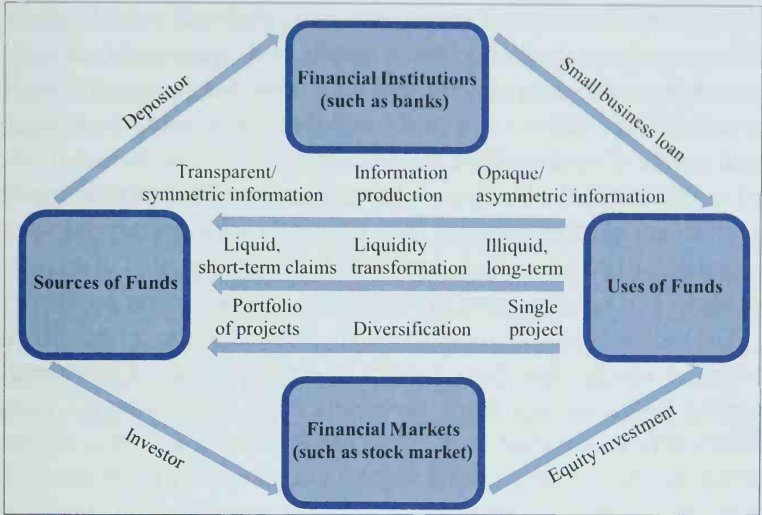 Financial Institutions
(such as banks)
Depositor
Small business loan
Transparent/
symmetric information
Information
production
Opaque/
asymmetric information
Sources of Funds
Liquid,
short-term claims
Liquidity
transformation
Illiquid,
long-term
Uses of Funds
Portfolio
of projects
Diversification
Single
project
Investor
Financial Markets
(such as stock market)
Equity investment